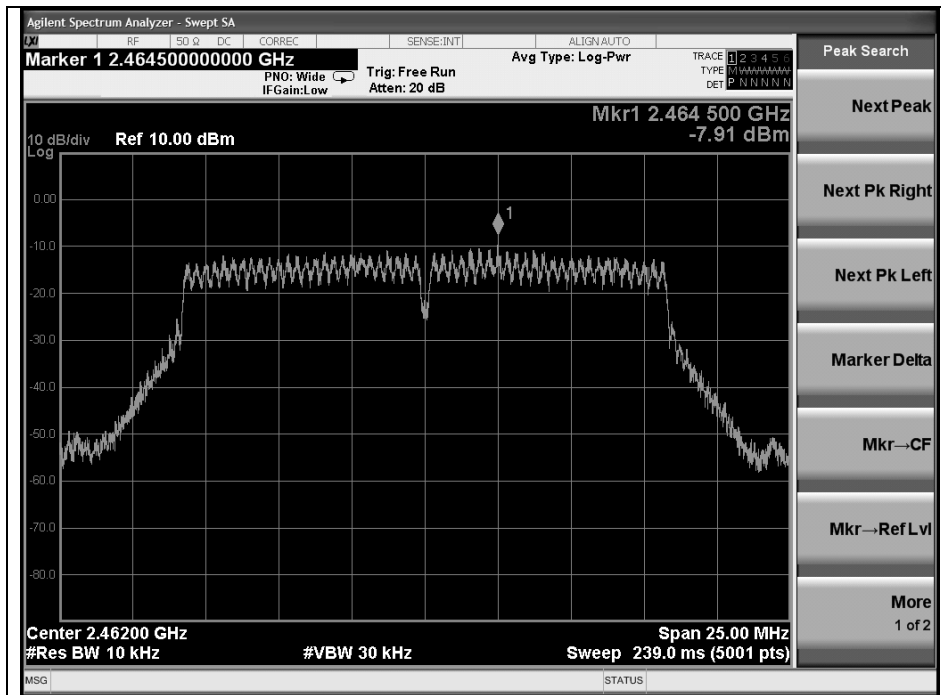 Agilent Spectrum Analyzer - Swept SA
LXI RF 50 Ω DC CORREC SENSE:INT ALIGN AUTO
Marker 1 2.464500000000 GHz
PNO: Wide
IFGain:Low
Trig: Free Run
Atten: 20 dB
Avg Type: Log-Pwr
TRACE 1 2 3 4 5 6
TYPE M WWWWW
DET P N N N N N
Mkr1 2.464 500 GHz
-7.91 dBm
10 dB/div Ref 10.00 dBm
Log
1
0.00
-10.0
-20.0
-30.0
-40.0
-50.0
-60.0
-70.0
-80.0
Center 2.46200 GHz Span 25.00 MHz
#Res BW 10 kHz #VBW 30 kHz Sweep 239.0 ms (5001 pts)
MSG STATUS
Peak Search
Next Peak
Next Pk Right
Next Pk Left
Marker Delta
Mkr→CF
Mkr→Ref Lvl
More
1 of 2